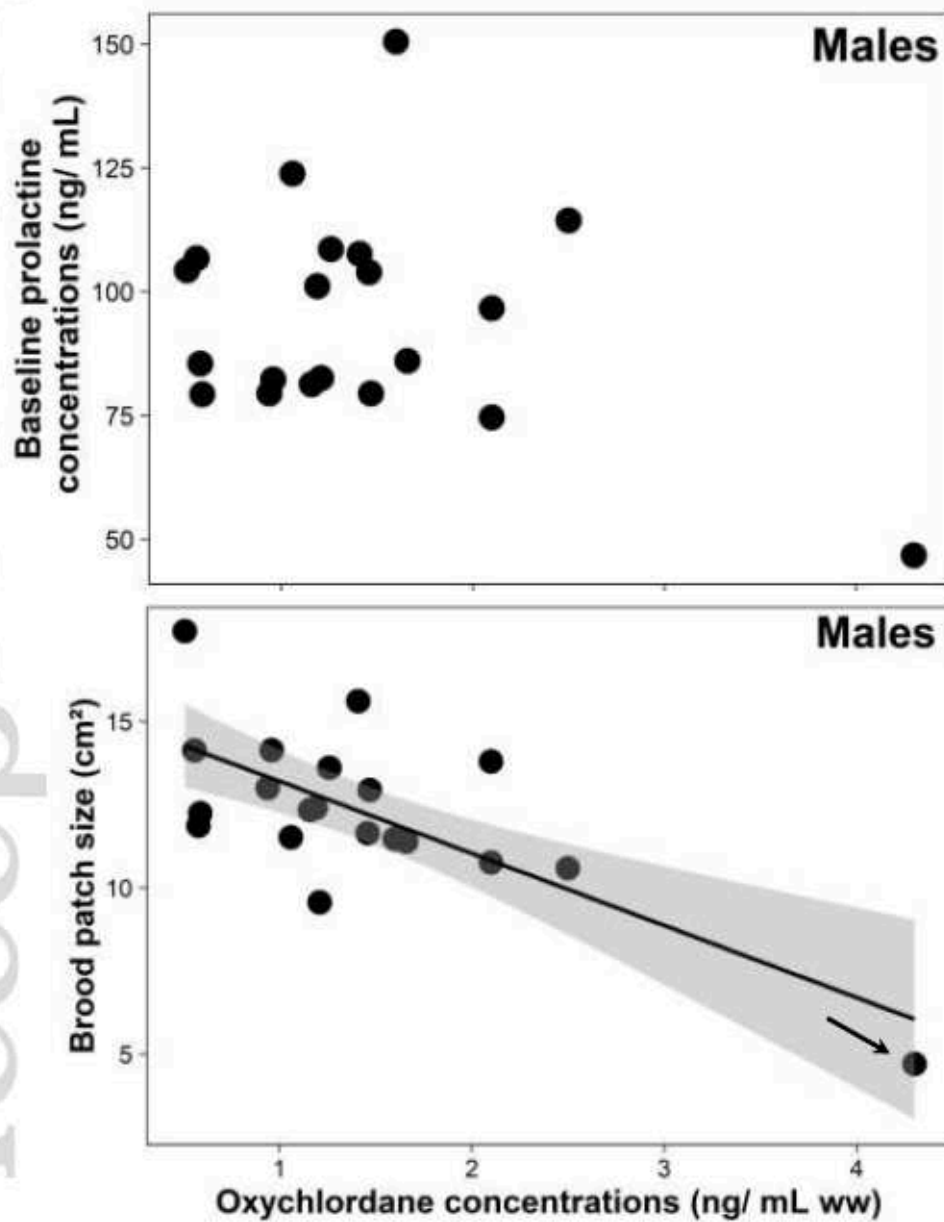 Males
Baseline prolactine
concentrations (ng/ mL)
150
125
100
75
50
Males
Brood patch size (cm²)
15
10
5
1
2
3
4
Oxychlordane concentrations (ng/ mL ww)